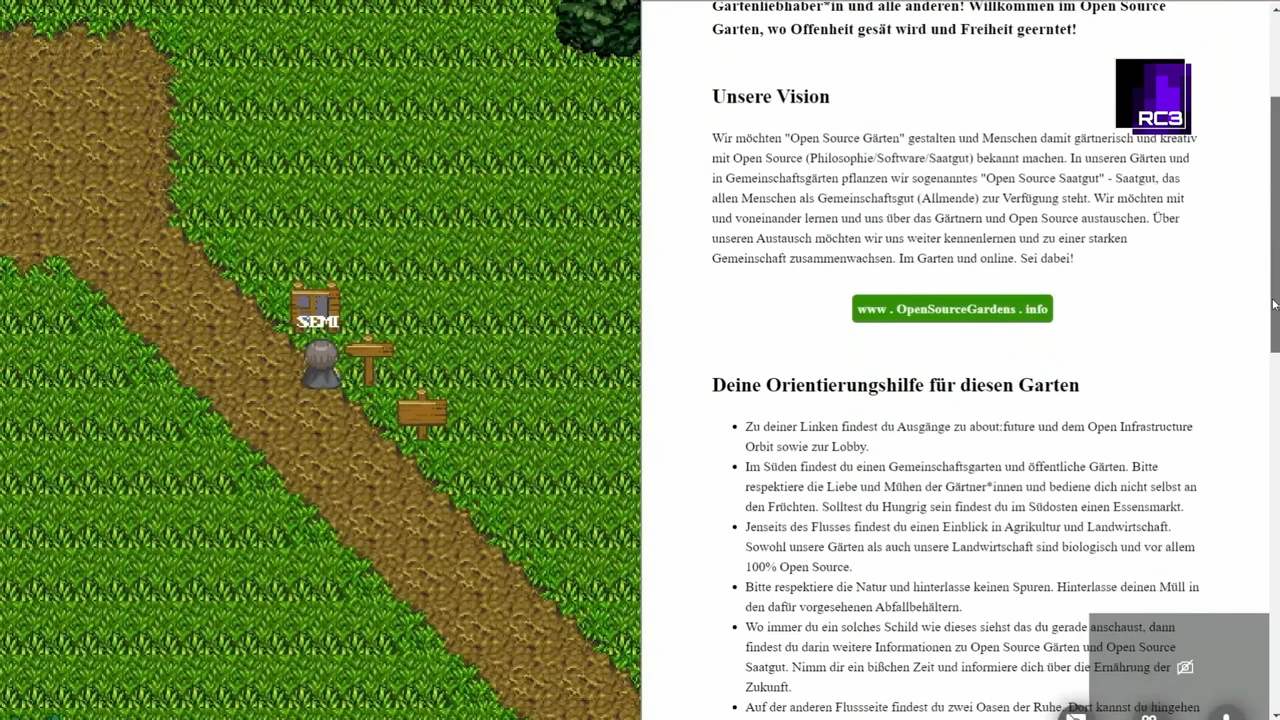 Gartenliebhaber*in und alle anderen! Willkommen im Open Source
Garten, wo Offenheit gesät wird und Freiheit geerntet!
RC3
Unsere Vision
Wir möchten "Open Source Gärten" gestalten und Menschen damit gärtnerisch und kreativ
mit Open Source (Philosophie/Software/Saatgut) bekannt machen. In unseren Gärten und
in Gemeinschaftsgärten pflanzen wir sogenanntes "Open Source Saatgut" - Saatgut, das
allen Menschen als Gemeinschaftsgut (Allmende) zur Verfügung steht. Wir möchten mit
und voneinander lernen und uns über das Gärtnern und Open Source austauschen. Über
unseren Austausch möchten wir uns weiter kennenlernen und zu einer starken
Gemeinschaft zusammenwachsen. Im Garten und online. Sei dabei!
www . OpenSourceGardens . info
SEMI
Deine Orientierungshilfe für diesen Garten
Zu deiner Linken findest du Ausgänge zu about:future und dem Open Infrastructure
Orbit sowie zur Lobby.
Im Süden findest du einen Gemeinschaftsgarten und öffentliche Gärten. Bitte
respektiere die Liebe und Mühen der Gärtner*innen und bediene dich nicht selbst an
den Früchten. Solltest du Hungrig sein findest du im Südosten einen Essensmarkt.
Jenseits des Flusses findest du einen Einblick in Agrikultur und Landwirtschaft.
Sowohl unsere Gärten als auch unsere Landwirtschaft sind biologisch und vor allem
100% Open Source.
Bitte respektiere die Natur und hinterlasse keinen Spuren. Hinterlasse deinen Müll in
den dafür vorgesehenen Abfallbehältern.
Wo immer du ein solches Schild wie dieses siehst das du gerade anschaust, dann
findest du darin weitere Informationen zu Open Source Gärten und Open Source
Saatgut. Nimm dir ein bißchen Zeit und informiere dich über die Ernährung der
Zukunft.
Auf der anderen Flussseite findest du zwei Oasen der Ruhe. Dort kannst du hingehen